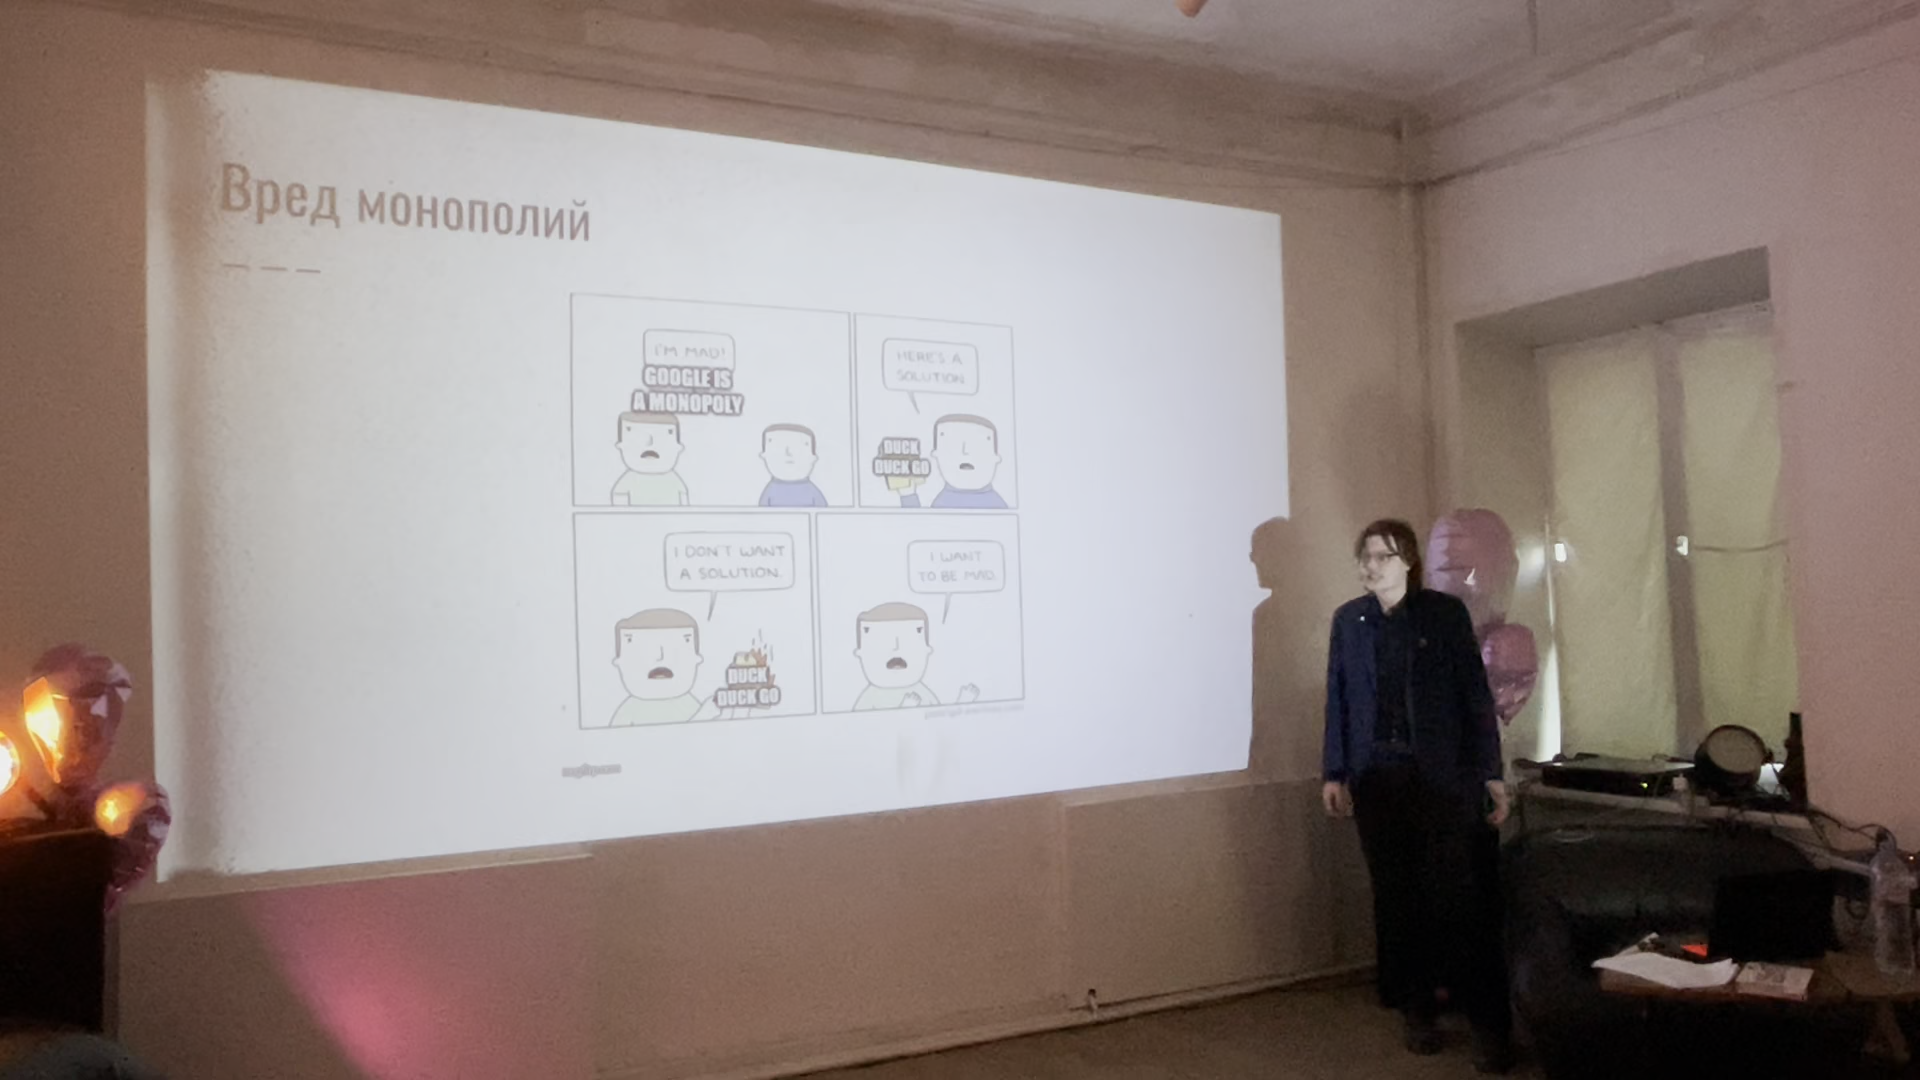 Вред монополий
I'M MAD!
GOOGLE IS
A MONOPOLY
HERE'S A
SOLUTION.
DUCK
DUCK GO
I DON'T WANT
A SOLUTION.
DUCK
DUCK GO
I WANT
TO BE MAD.